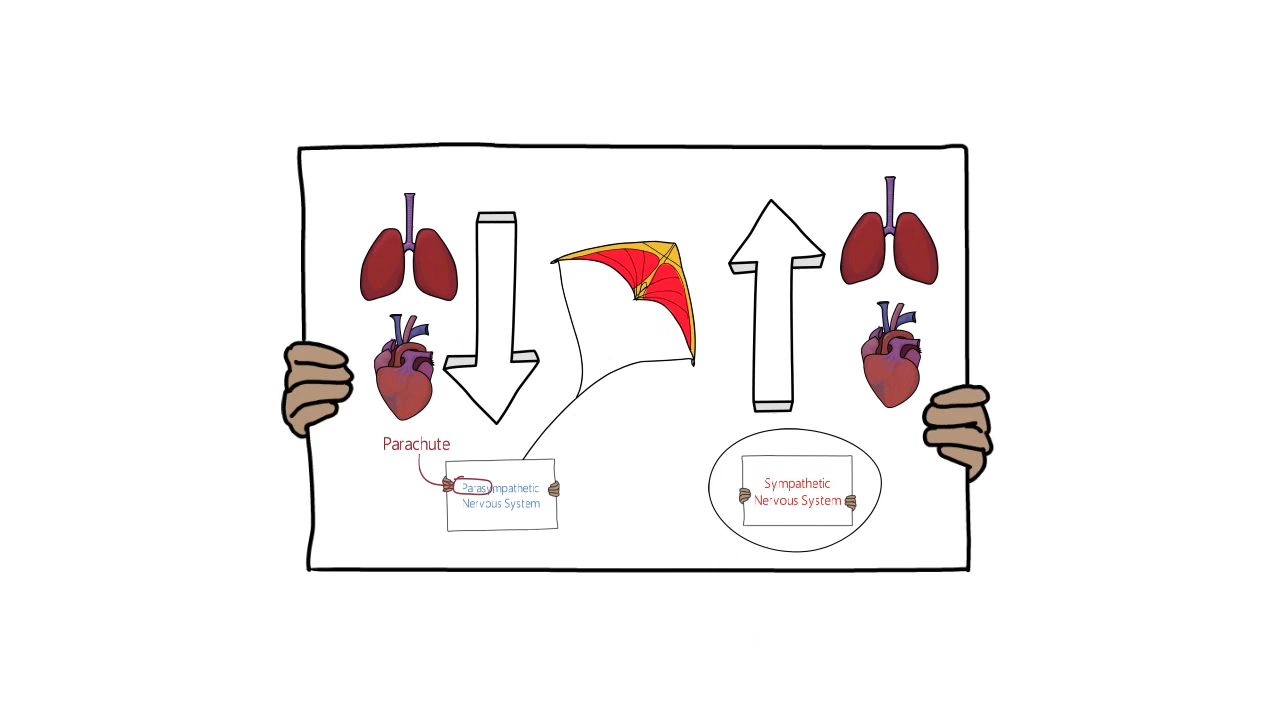 Parachute
Parasympathetic
Nervous System
Sympathetic
Nervous System